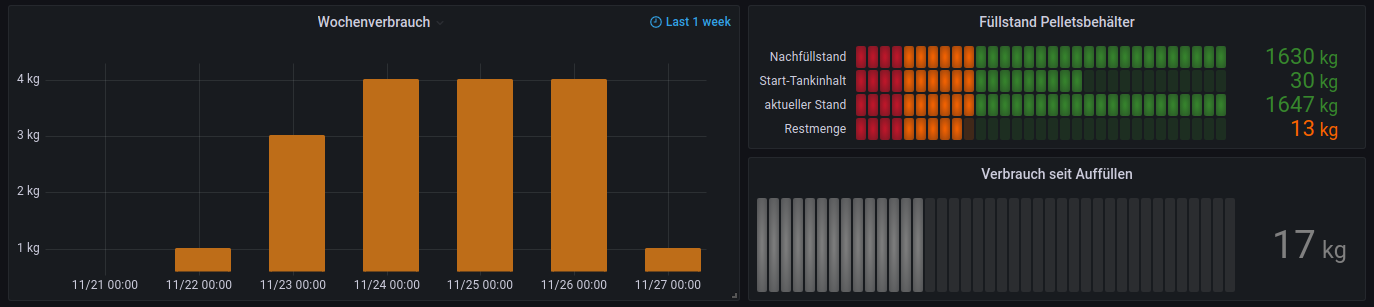 Wochenverbrauch
Last 1 week
4 kg
3 kg
2 kg
1 kg
11/21 00:00 11/22 00:00 11/23 00:00 11/24 00:00 11/25 00:00 11/26 00:00 11/27 00:00
Füllstand Pelletsbehälter
Nachfüllstand 1630 kg
Start-Tankinhalt 30 kg
aktueller Stand 1647 kg
Restmenge 13 kg
Verbrauch seit Auffüllen
17 kg